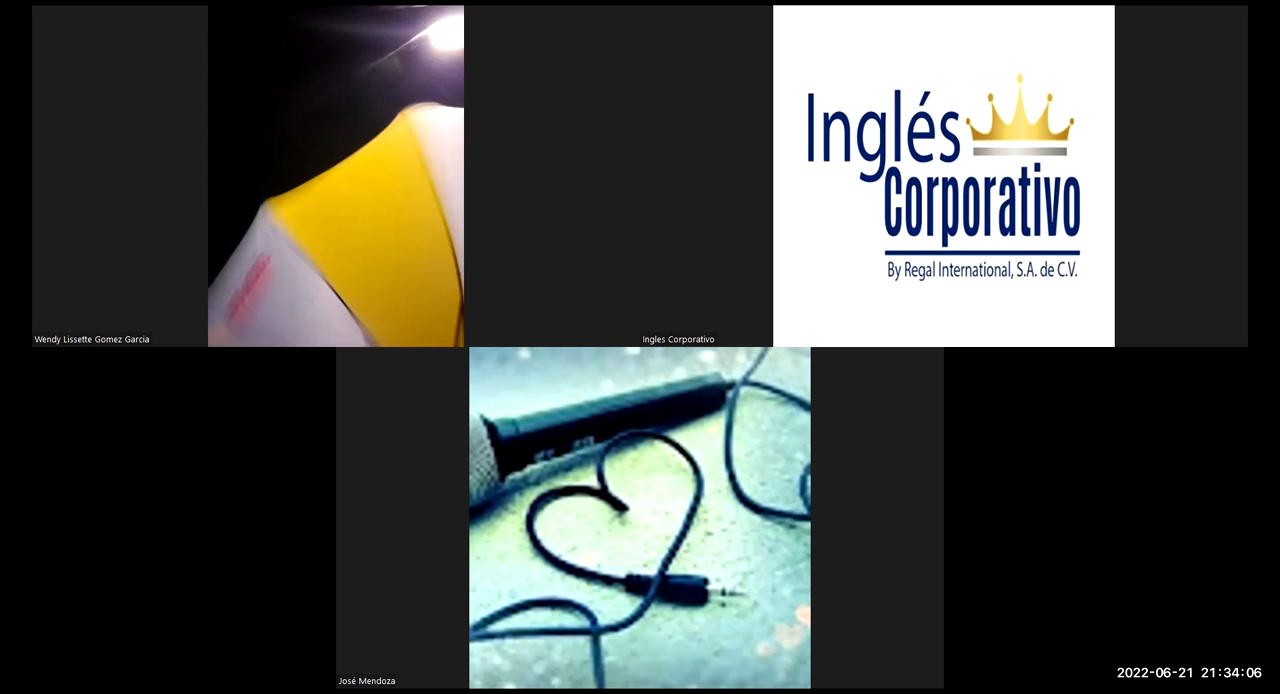 Inglés
Corporativo
By Regal International, S.A. de C.V.
Wendy Lissette Gomez Garcia
Ingles Corporativo
José Mendoza
2022-06-21 21:34:06